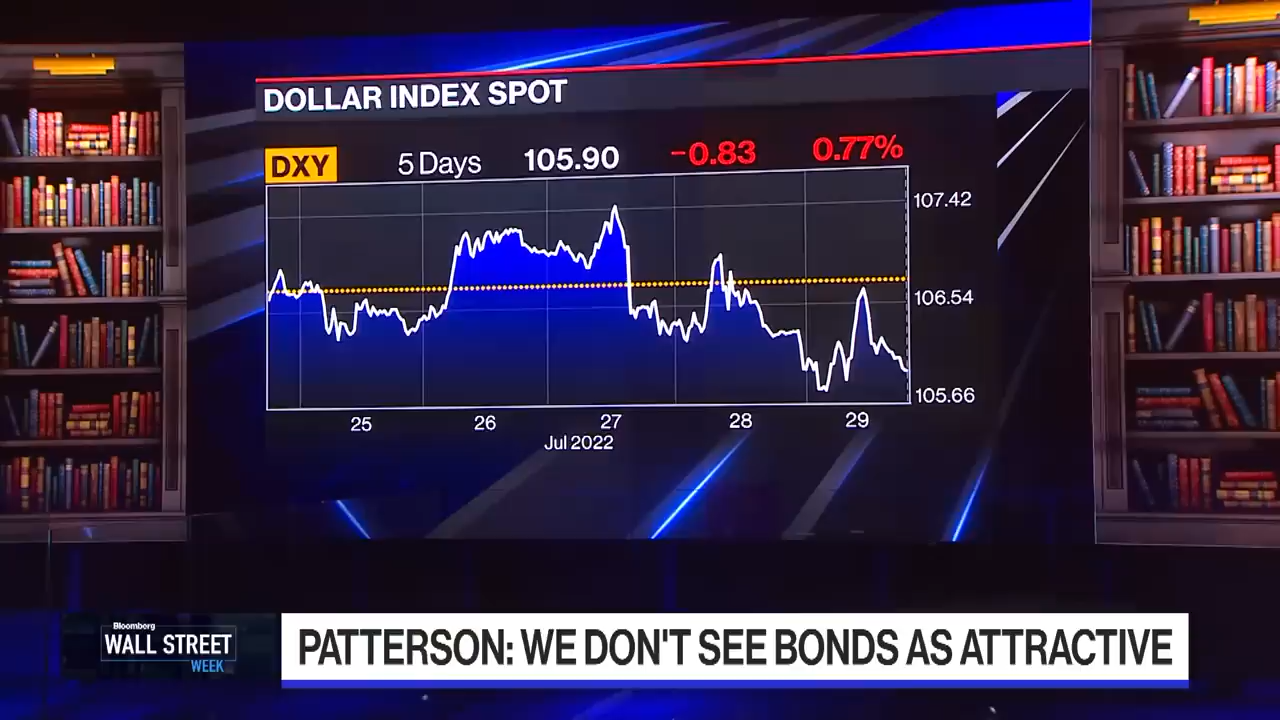 DOLLAR INDEX SPOT
DXY 5 Days 105.90 -0.83 0.77%
107.42
106.54
105.66
25 26 27 28 29
Jul 2022
Bloomberg
WALL STREET
WEEK
PATTERSON: WE DON'T SEE BONDS AS ATTRACTIVE